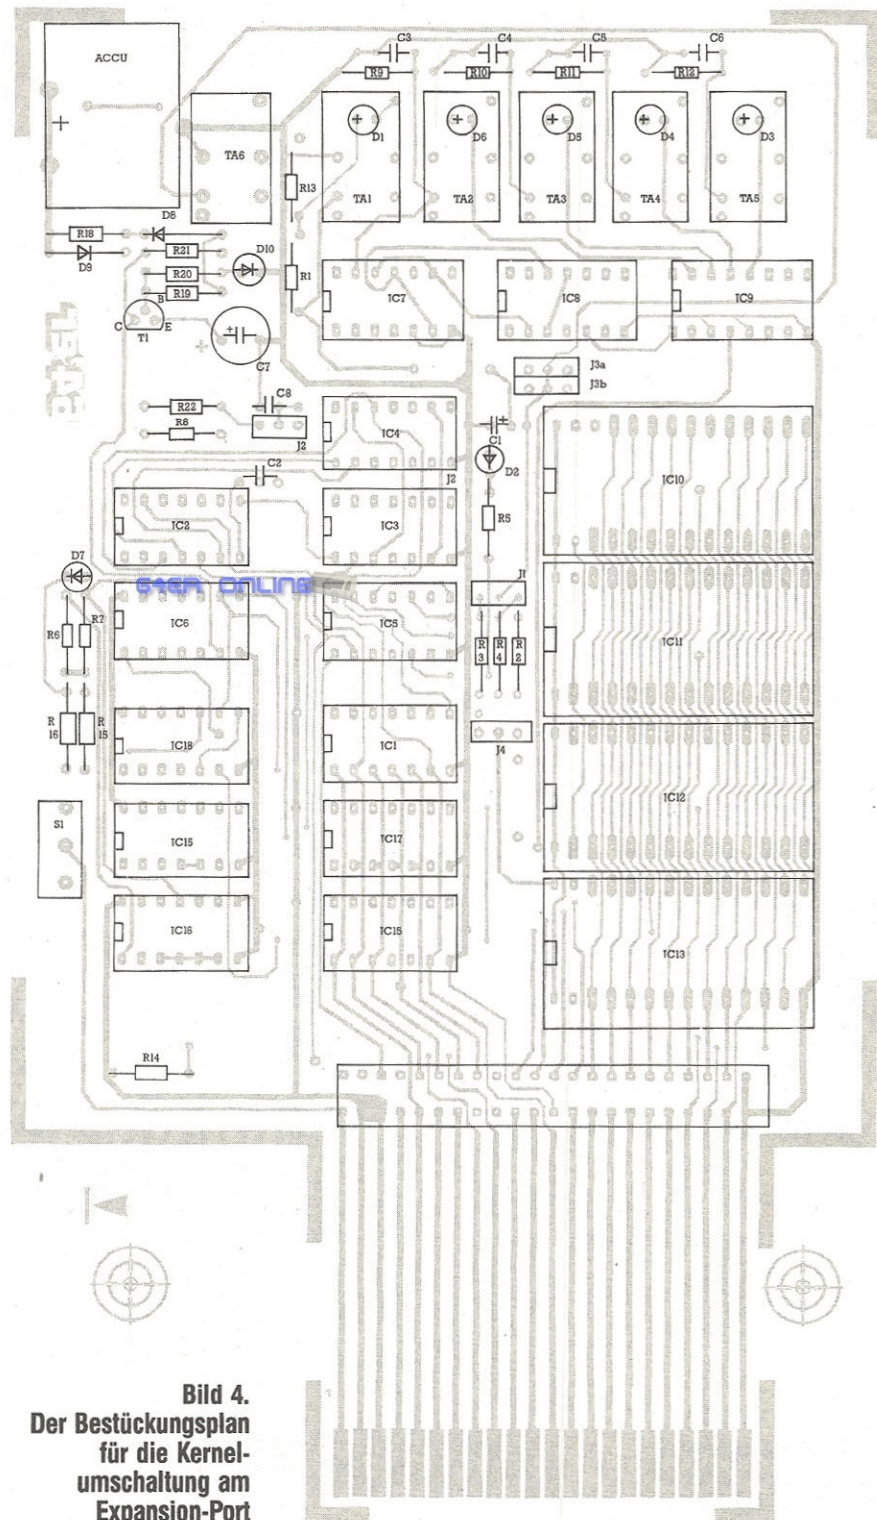 ACCU
C3
C4
C5
C6
R9
R10
R11
R12
+
D1
D6
D5
D4
D3
TA6
TA1
TA2
TA3
TA4
TA5
R13
R18
D8
R21
D9
R20
R19
D10
R1
IC7
IC8
IC9
B
C
E
T1
C7
J3a
J3b
C8
R22
R8
J2
IC4
C1
D2
C2
J2
IC10
IC2
IC3
R5
D7
64ER ONLINE
J1
IC6
IC5
R6
R7
R
3
R
4
R
2
IC11
R
16
R
15
IC18
IC1
J4
S1
IC15
IC17
IC12
IC16
IC15
IC13
R14
Bild 4.
Der Bestückungsplan
für die Kernel-
umschaltung am
Expansion-Port